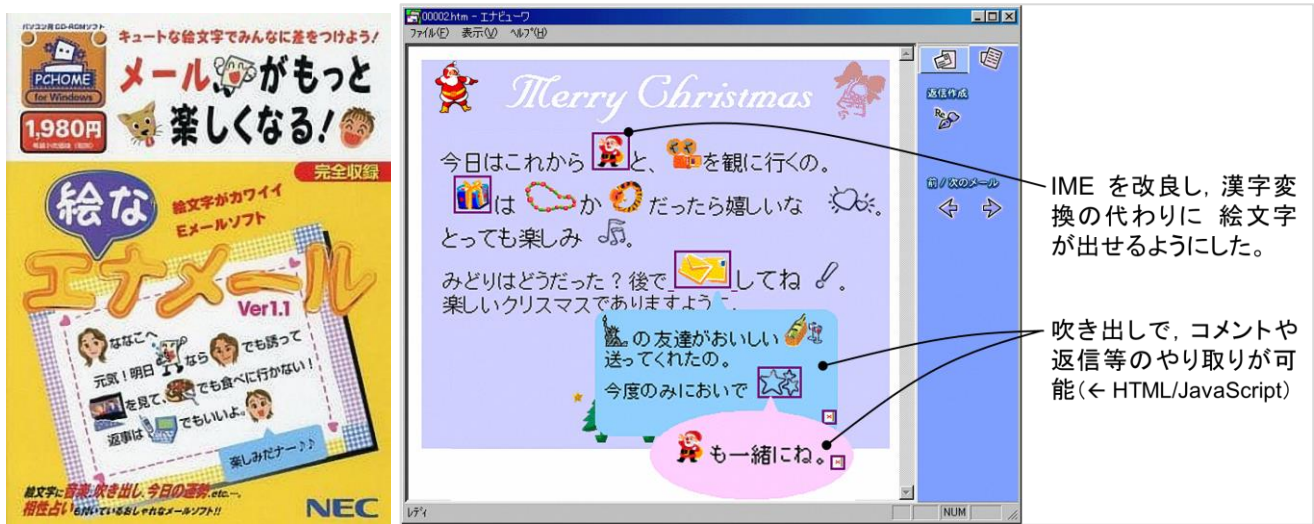 パソコン用 CD-ROMソフト
PCHOME
for Windows
1,980円
キュートな絵文字でみんなに差をつけよう!
メール がもっと
楽しくなる!
完全収録
絵な
絵文字がカワイイ
Eメールソフト
エナメール
Ver1.1
ななこへ
元気!明日 なら でも誘って
を見て、 でも食べに行かない!
返事は でもいいよ。
楽しみだナー♪♪
絵文字に音楽、吹き出し、今日の運勢、etc.…。
相性占いも付いているおしゃれなメールソフト!!
NEC
00002.htm - エナビューワ
ファイル(F) 表示(V) ヘルプ(H)
Merry Christmas
今日はこれから と、 を観に行くの。
は か だったら嬉しいな 。
とっても楽しみ 。
みどりはどうだった?後で してね 。
楽しいクリスマスでありますように。
の友達がおいしい
送ってくれたの。
今度のみにおいで
も一緒にね。
返信作成
Re
前/次のメール
レディ
NUM
IME を改良し, 漢字変
換の代わりに 絵文字
が出せるようにした。
吹き出しで, コメントや
返信等のやり取りが可
能(← HTML/JavaScript)